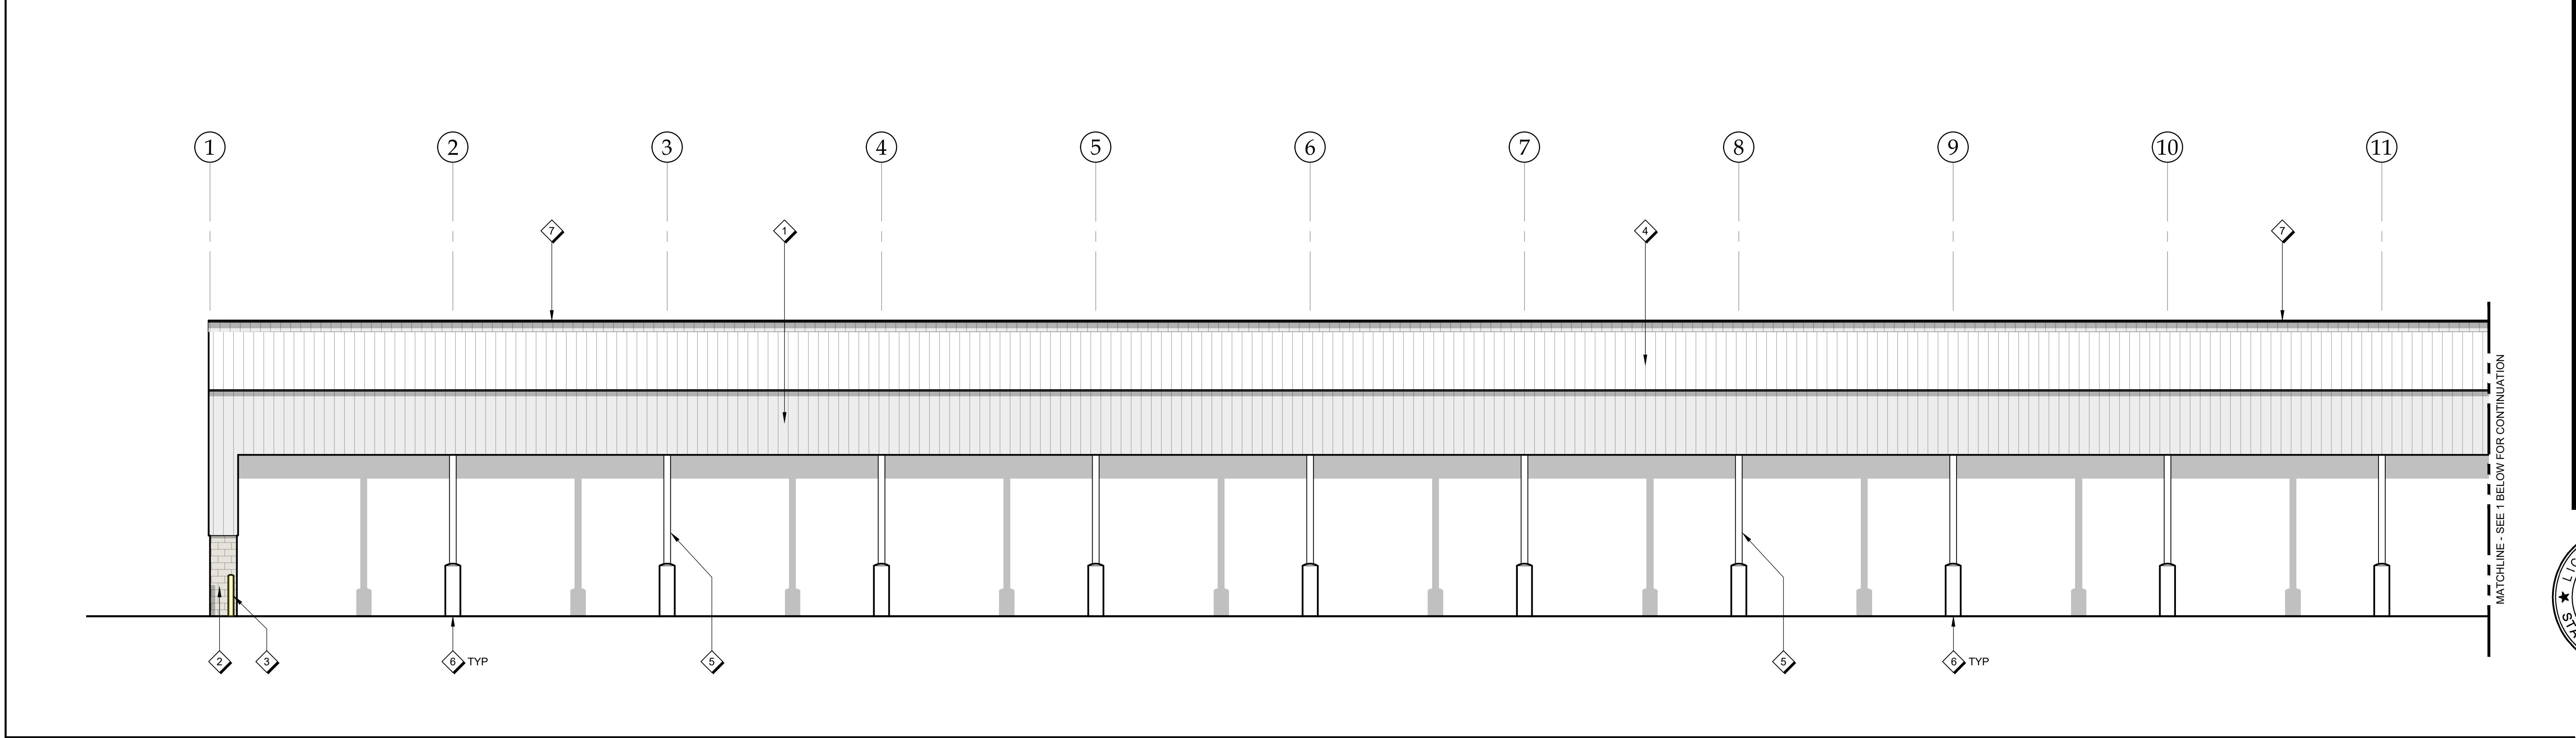 1 2 3 4 5 6 7 8 9 10 11
7 1 4 7
MATCHLINE - SEE 1 BELOW FOR CONTINUATION
2 3 6 TYP 5 5 6 TYP